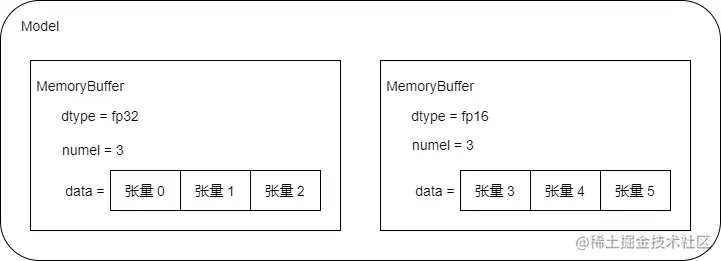 Model
MemoryBuffer
dtype = fp32
numel = 3
data = 张量 0 张量 1 张量 2
MemoryBuffer
dtype = fp16
numel = 3
data = 张量 3 张量 4 张量 5
@稀土掘金技术社区